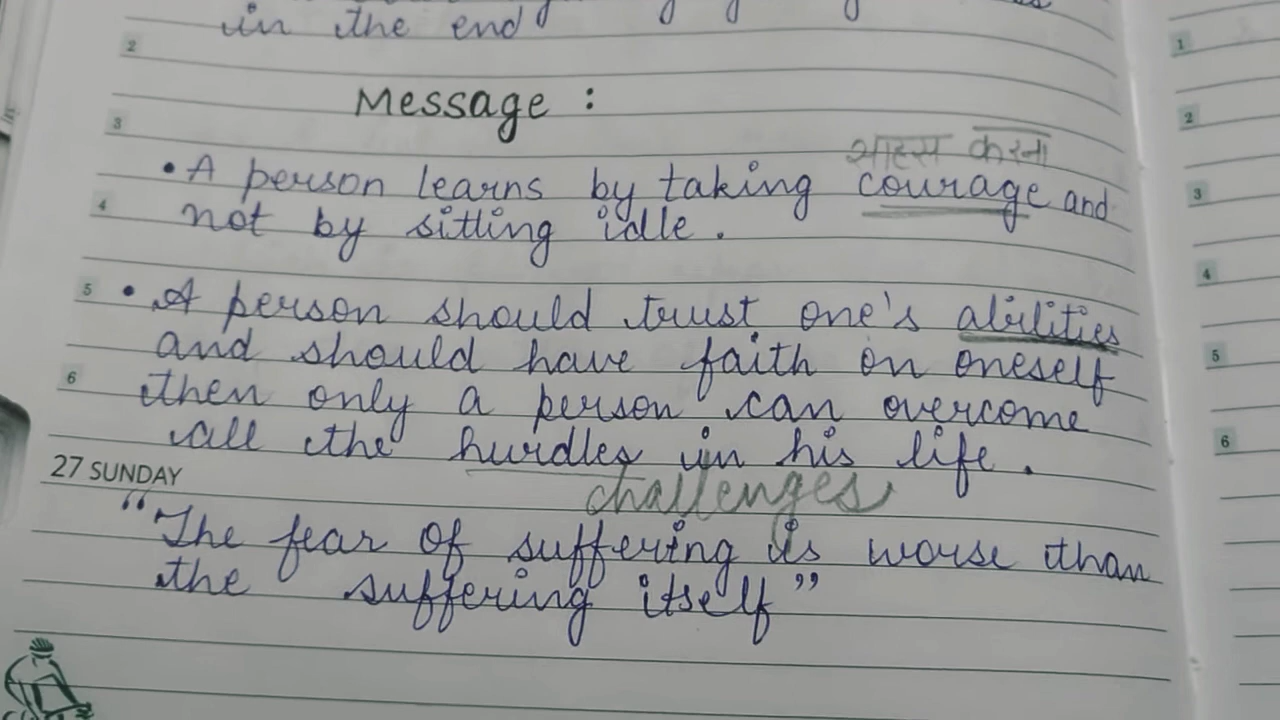 in the end
2
Message :
3
साहस करना
• A person learns by taking courage and
4
not by sitting idle.
5
• A person should trust one's abilities
and should have faith on oneself
6
then only a person can overcome
all the hurdles in his life.
challenges
27 SUNDAY
"The fear of suffering is worse than
the suffering itself"
1
2
3
4
5
6